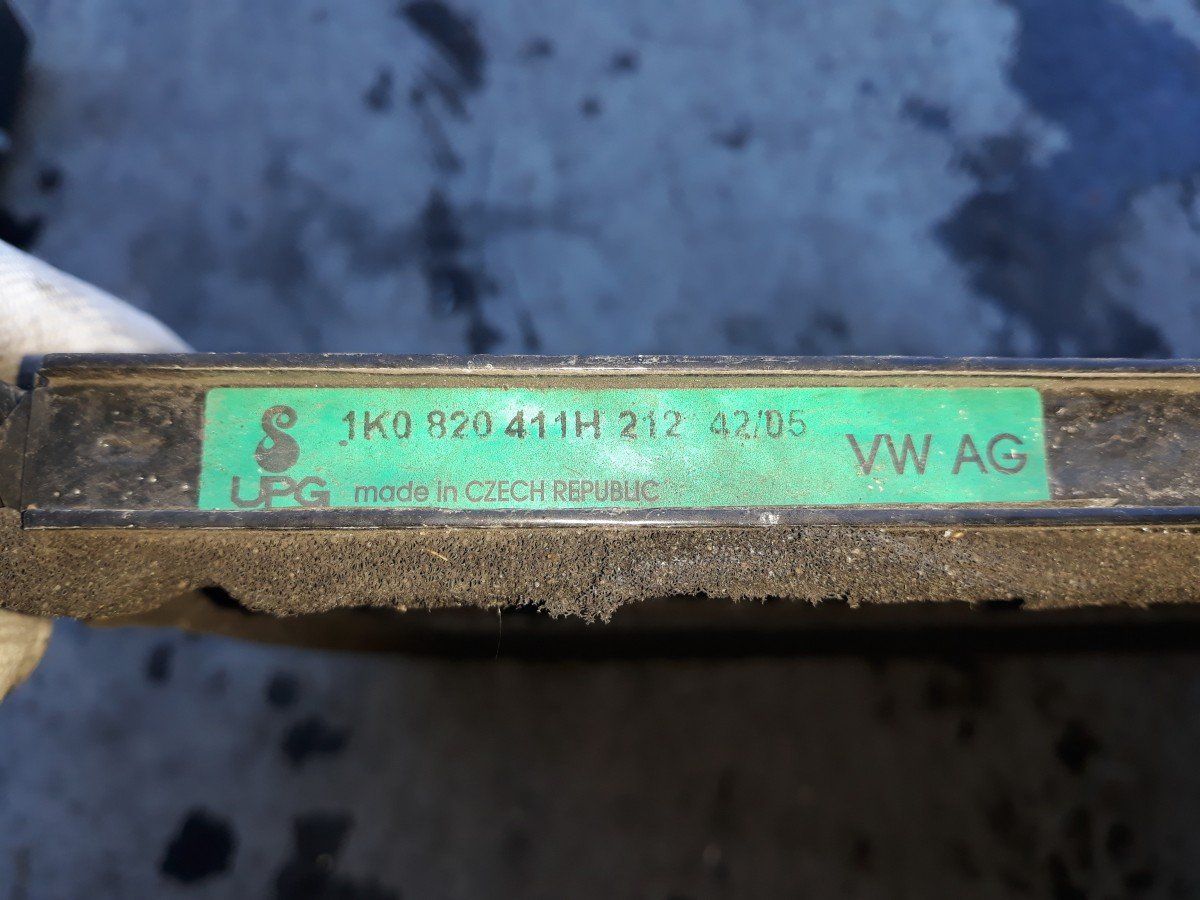 1K0 820 411H 212 42/05
VW AG
UPG made in CZECH REPUBLIC